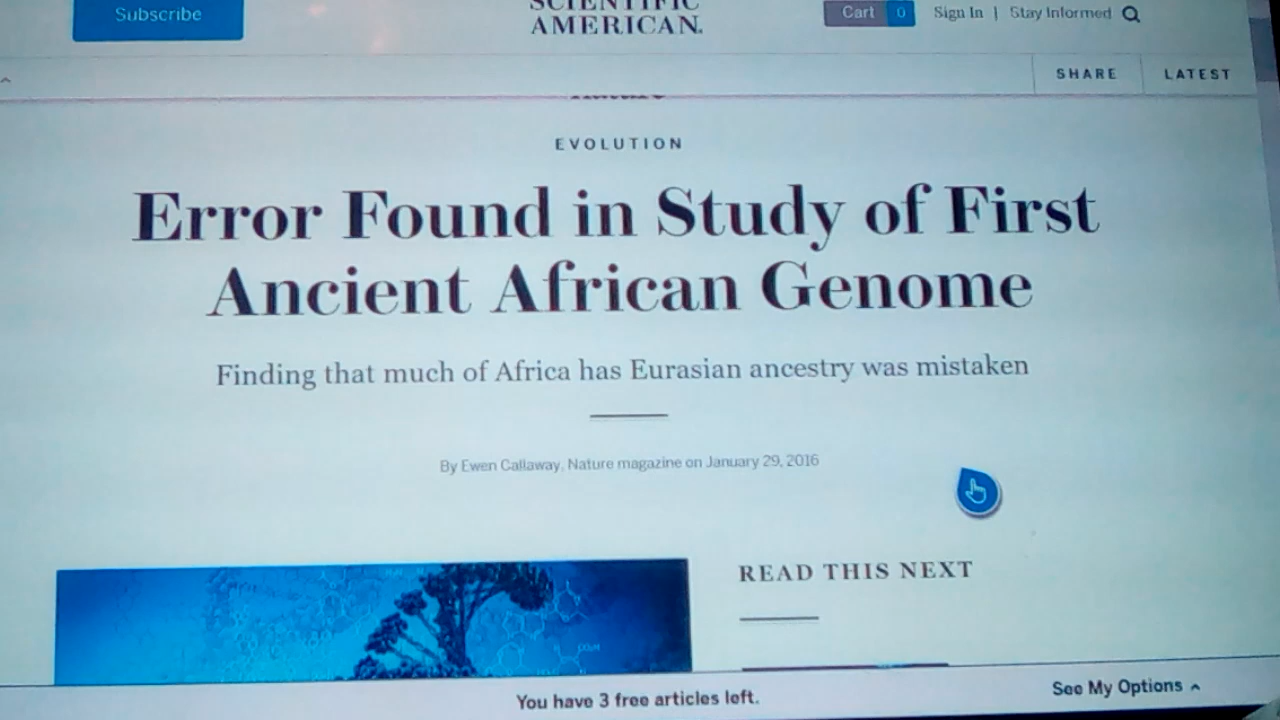 Subscribe
SCIENTIFIC
AMERICAN.
Cart 0
Sign In | Stay Informed
SHARE
LATEST
EVOLUTION
Error Found in Study of First
Ancient African Genome
Finding that much of Africa has Eurasian ancestry was mistaken
By Ewen Callaway, Nature magazine on January 29, 2016
READ THIS NEXT
You have 3 free articles left.
See My Options